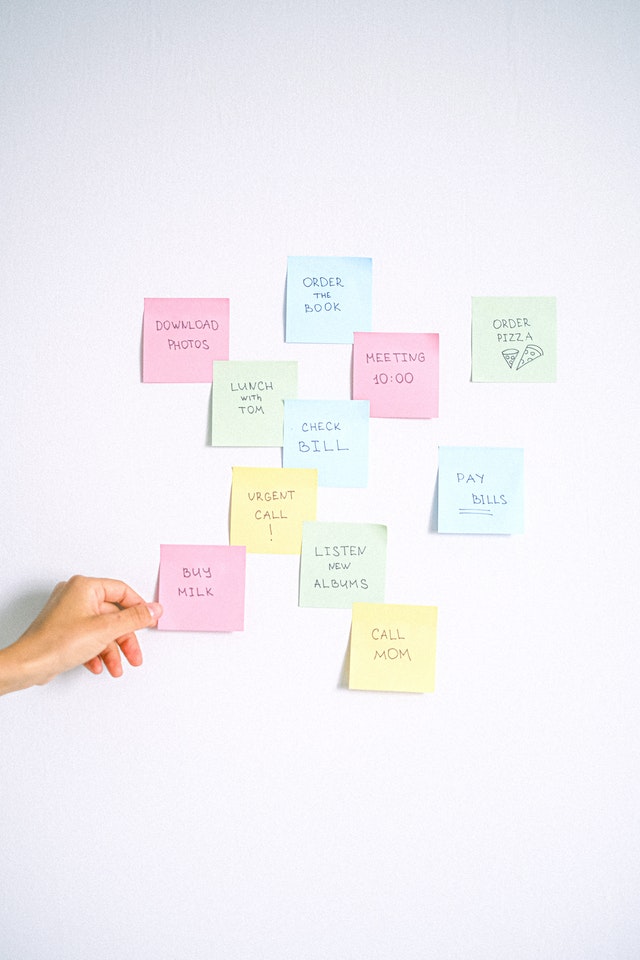 ORDER
THE
BOOK
DOWNLOAD
PHOTOS
ORDER
PIZZA
MEETING
10:00
LUNCH
with
TOM
CHECK
BILL
PAY
BILLS
URGENT
CALL
!
LISTEN
NEW
ALBUMS
BUY
MILK
CALL
MOM